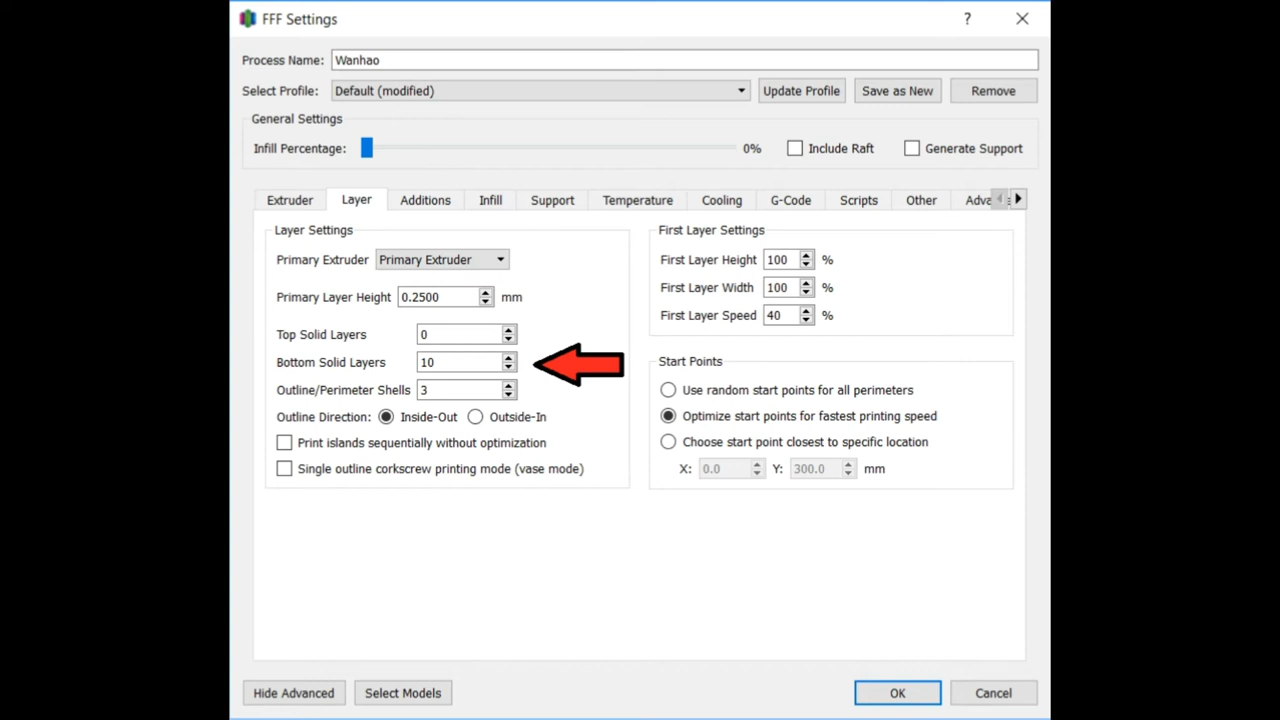 FFF Settings
?
Process Name: Wanhao
Select Profile: Default (modified) Update Profile Save as New Remove
General Settings
Infill Percentage: 0% Include Raft Generate Support
Extruder Layer Additions Infill Support Temperature Cooling G-Code Scripts Other
Layer Settings
Primary Extruder Primary Extruder
Primary Layer Height 0.2500 mm
Top Solid Layers 0
Bottom Solid Layers 10
Outline/Perimeter Shells 3
Outline Direction: Inside-Out Outside-In
Print islands sequentially without optimization
Single outline corkscrew printing mode (vase mode)
First Layer Settings
First Layer Height 100 %
First Layer Width 100 %
First Layer Speed 40 %
Start Points
Use random start points for all perimeters
Optimize start points for fastest printing speed
Choose start point closest to specific location
X: 0.0 Y: 300.0 mm
Hide Advanced Select Models OK Cancel